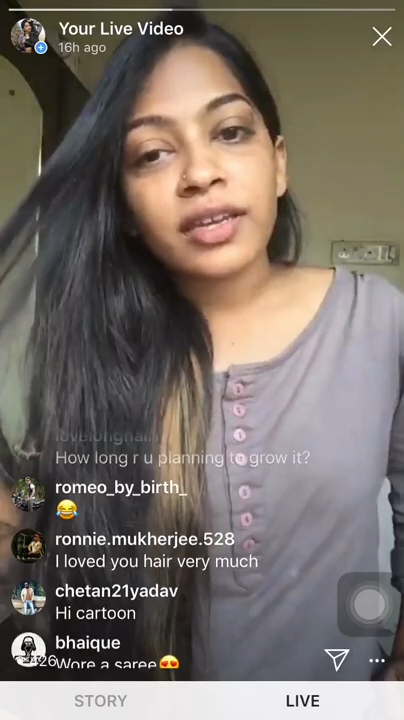 Your Live Video
16h ago
lovelonghair
How long r u planning to grow it?
romeo_by_birth_
😂
ronnie.mukherjee.528
I loved you hair very much
chetan21yadav
Hi cartoon
bhaique
Wore a saree😍
STORY
LIVE